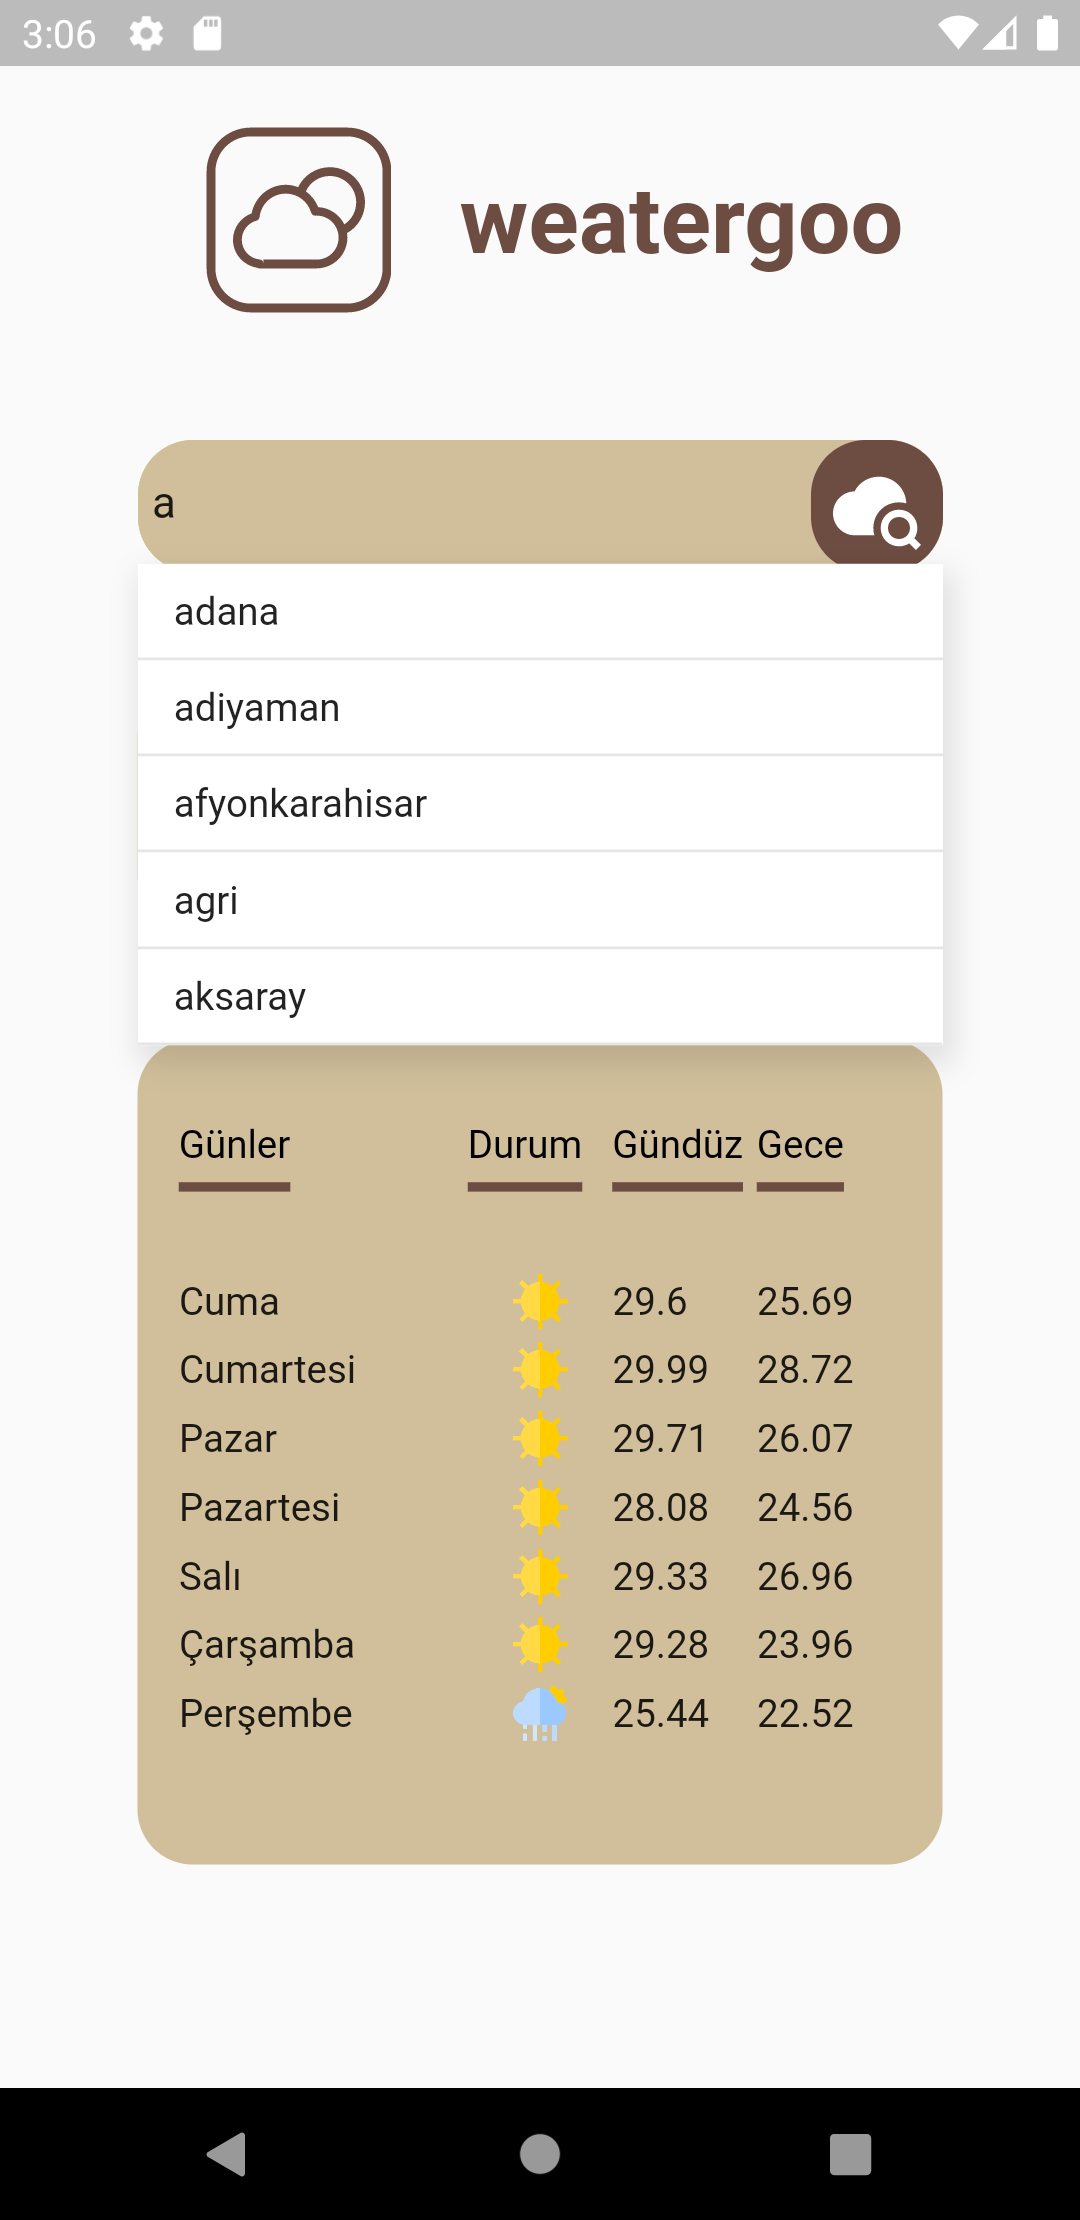 3:06
weatergoo
a
adana
adiyaman
afyonkarahisar
agri
aksaray
Günler Durum Gündüz Gece
Cuma 29.6 25.69
Cumartesi 29.99 28.72
Pazar 29.71 26.07
Pazartesi 28.08 24.56
Salı 29.33 26.96
Çarşamba 29.28 23.96
Perşembe 25.44 22.52